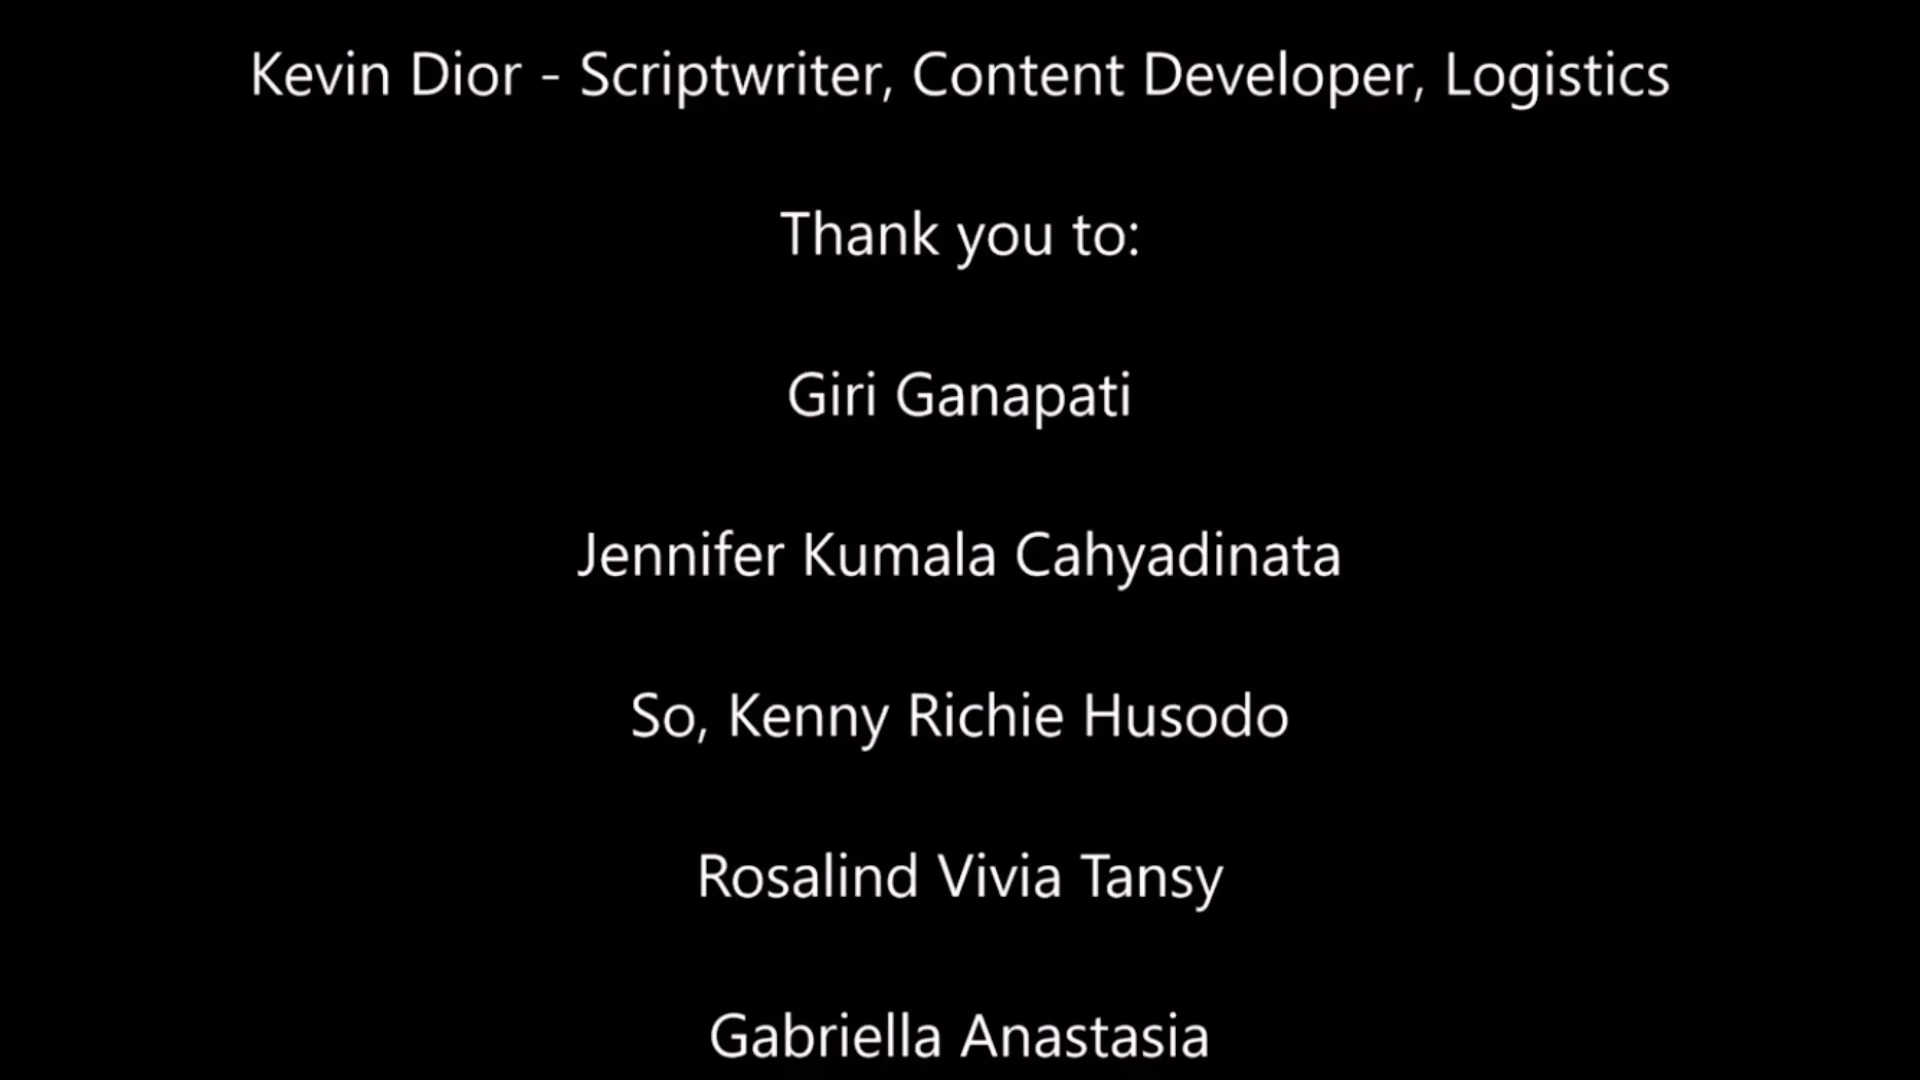 Kevin Dior - Scriptwriter, Content Developer, Logistics
Thank you to:
Giri Ganapati
Jennifer Kumala Cahyadinata
So, Kenny Richie Husodo
Rosalind Vivia Tansy
Gabriella Anastasia